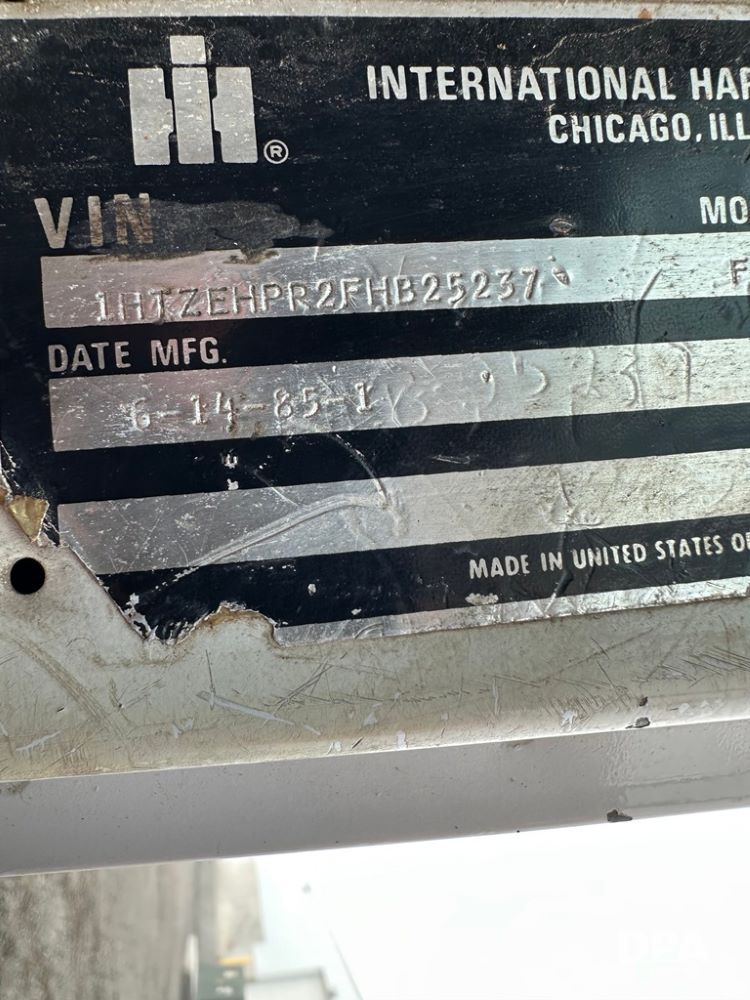 IH®
INTERNATIONAL HAR
CHICAGO, ILL
VIN
MO
1HTZEHPR2FHB25237
F
DATE MFG.
6-14-85-1
MADE IN UNITED STATES O